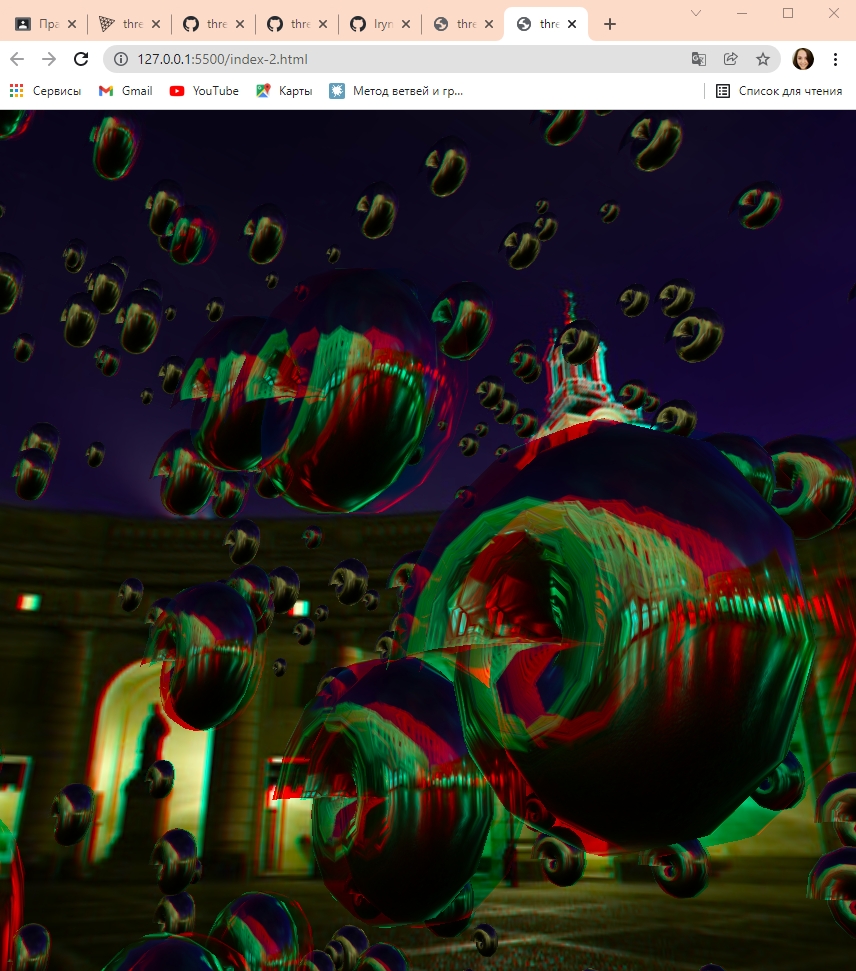 Пра
thre
thre
thre
Iryn
thre
thre
127.0.0.1:5500/index-2.html
Сервисы
Gmail
YouTube
Карты
Метод ветвей и гр...
Список для чтения